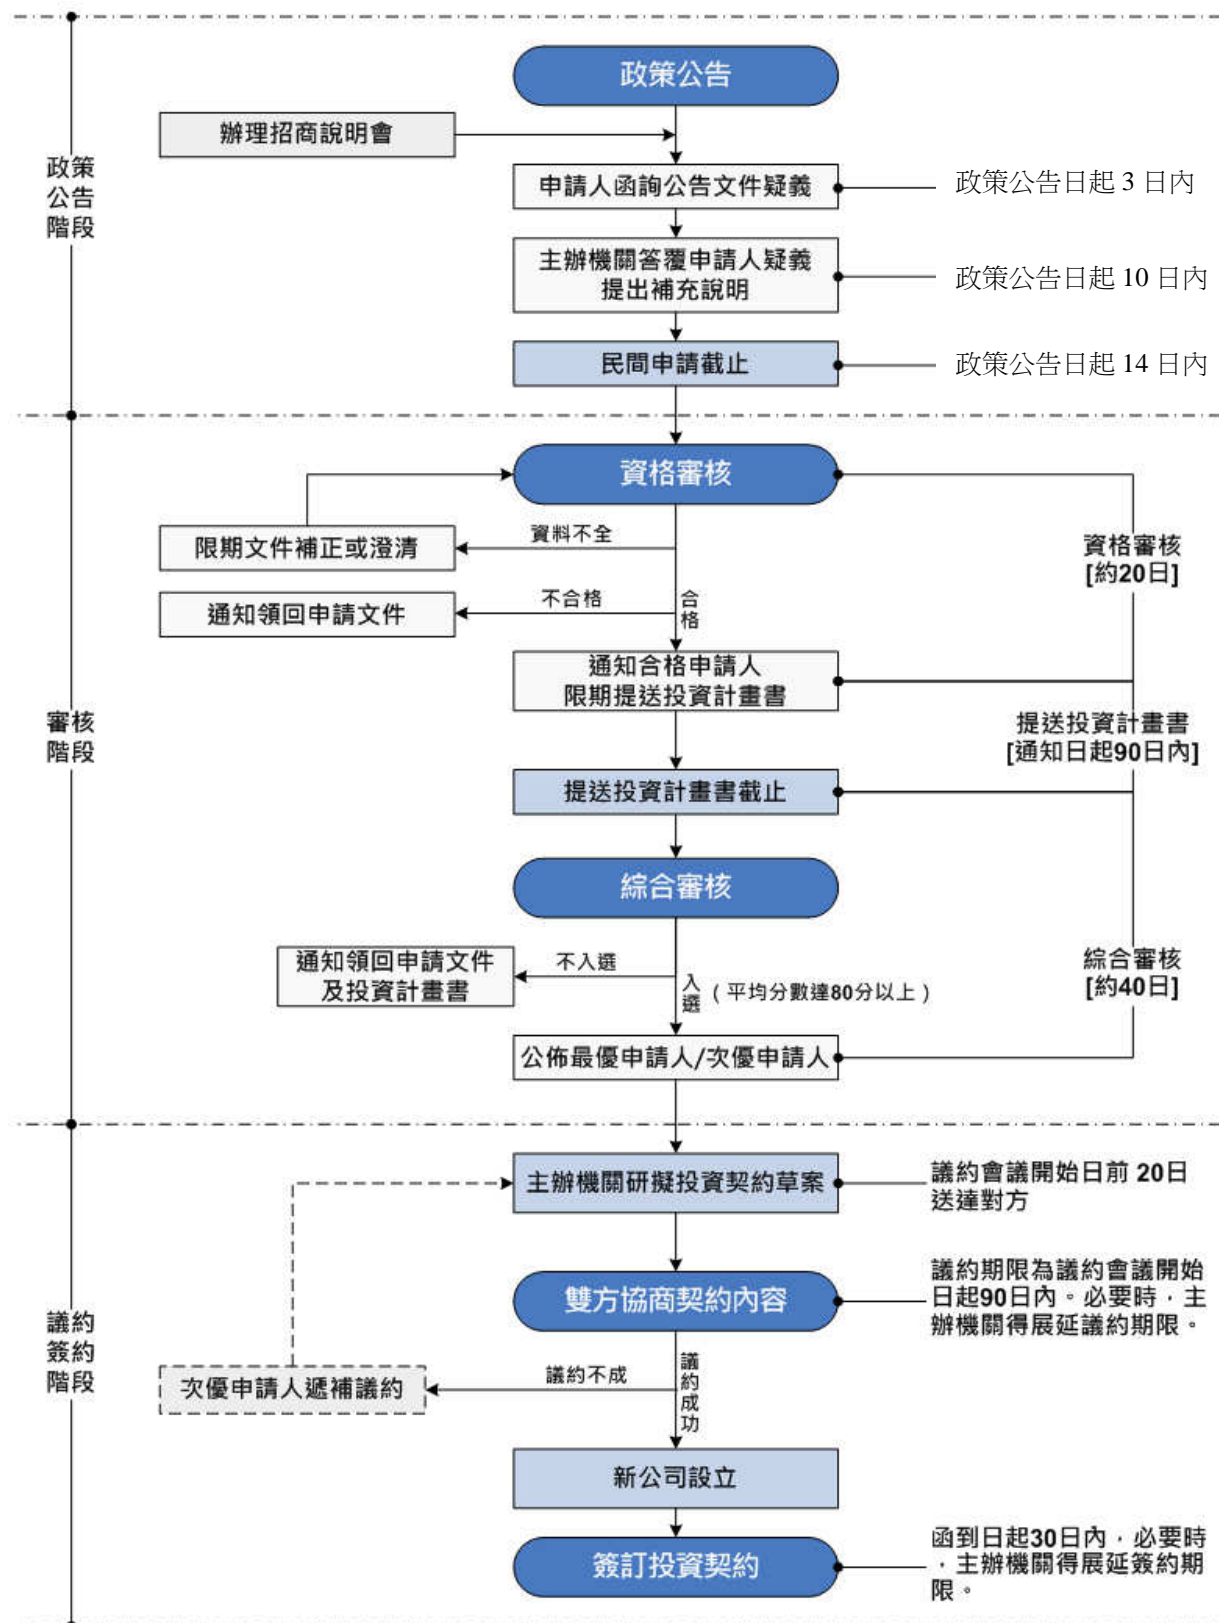 政策公告
辦理招商說明會
政策
公告
階段
申請人函詢公告文件疑義
政策公告日起 3 日內
主辦機關答覆申請人疑義
提出補充說明
政策公告日起 10 日內
民間申請截止
政策公告日起 14 日內
資格審核
資料不全
限期文件補正或澄清
資格審核
[約20日]
不合格
合格
通知領回申請文件
通知合格申請人
限期提送投資計畫書
審核
階段
提送投資計畫書
[通知日起90日內]
提送投資計畫書截止
綜合審核
不入選
通知領回申請文件
及投資計畫書
入選
(平均分數達80分以上)
綜合審核
[約40日]
公佈最優申請人/次優申請人
主辦機關研擬投資契約草案
議約會議開始日前 20日
送達對方
雙方協商契約內容
議約期限為議約會議開始
日起90日內。必要時，主
辦機關得展延議約期限。
議約
簽約
階段
議約不成
議約成功
次優申請人遞補議約
新公司設立
簽訂投資契約
函到日起30日內，必要時
，主辦機關得展延簽約期
限。